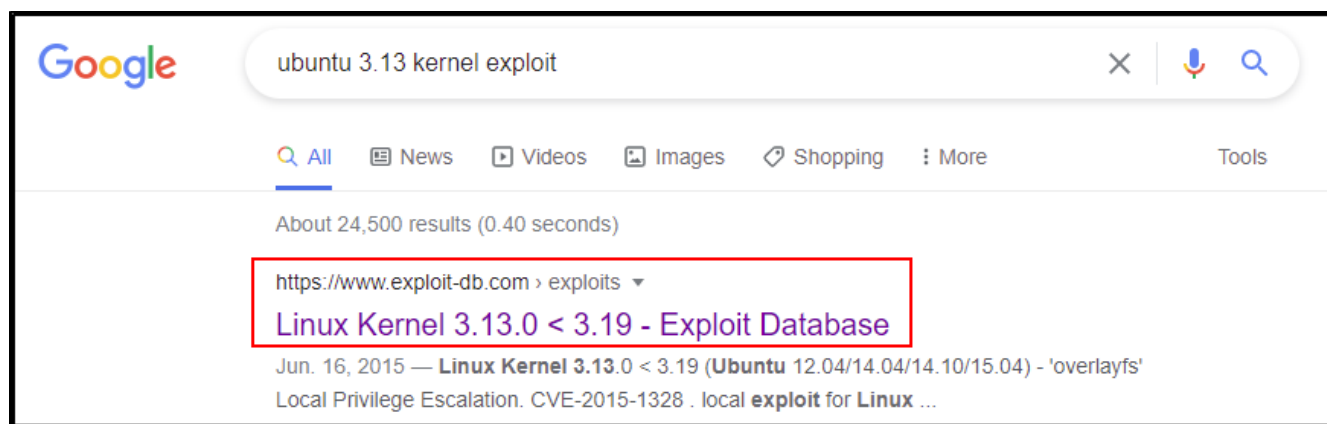 Google
ubuntu 3.13 kernel exploit
All News Videos Images Shopping More Tools
About 24,500 results (0.40 seconds)
https://www.exploit-db.com › exploits
Linux Kernel 3.13.0 < 3.19 - Exploit Database
Jun. 16, 2015 — Linux Kernel 3.13.0 < 3.19 (Ubuntu 12.04/14.04/14.10/15.04) - 'overlayfs'
Local Privilege Escalation. CVE-2015-1328 . local exploit for Linux ...